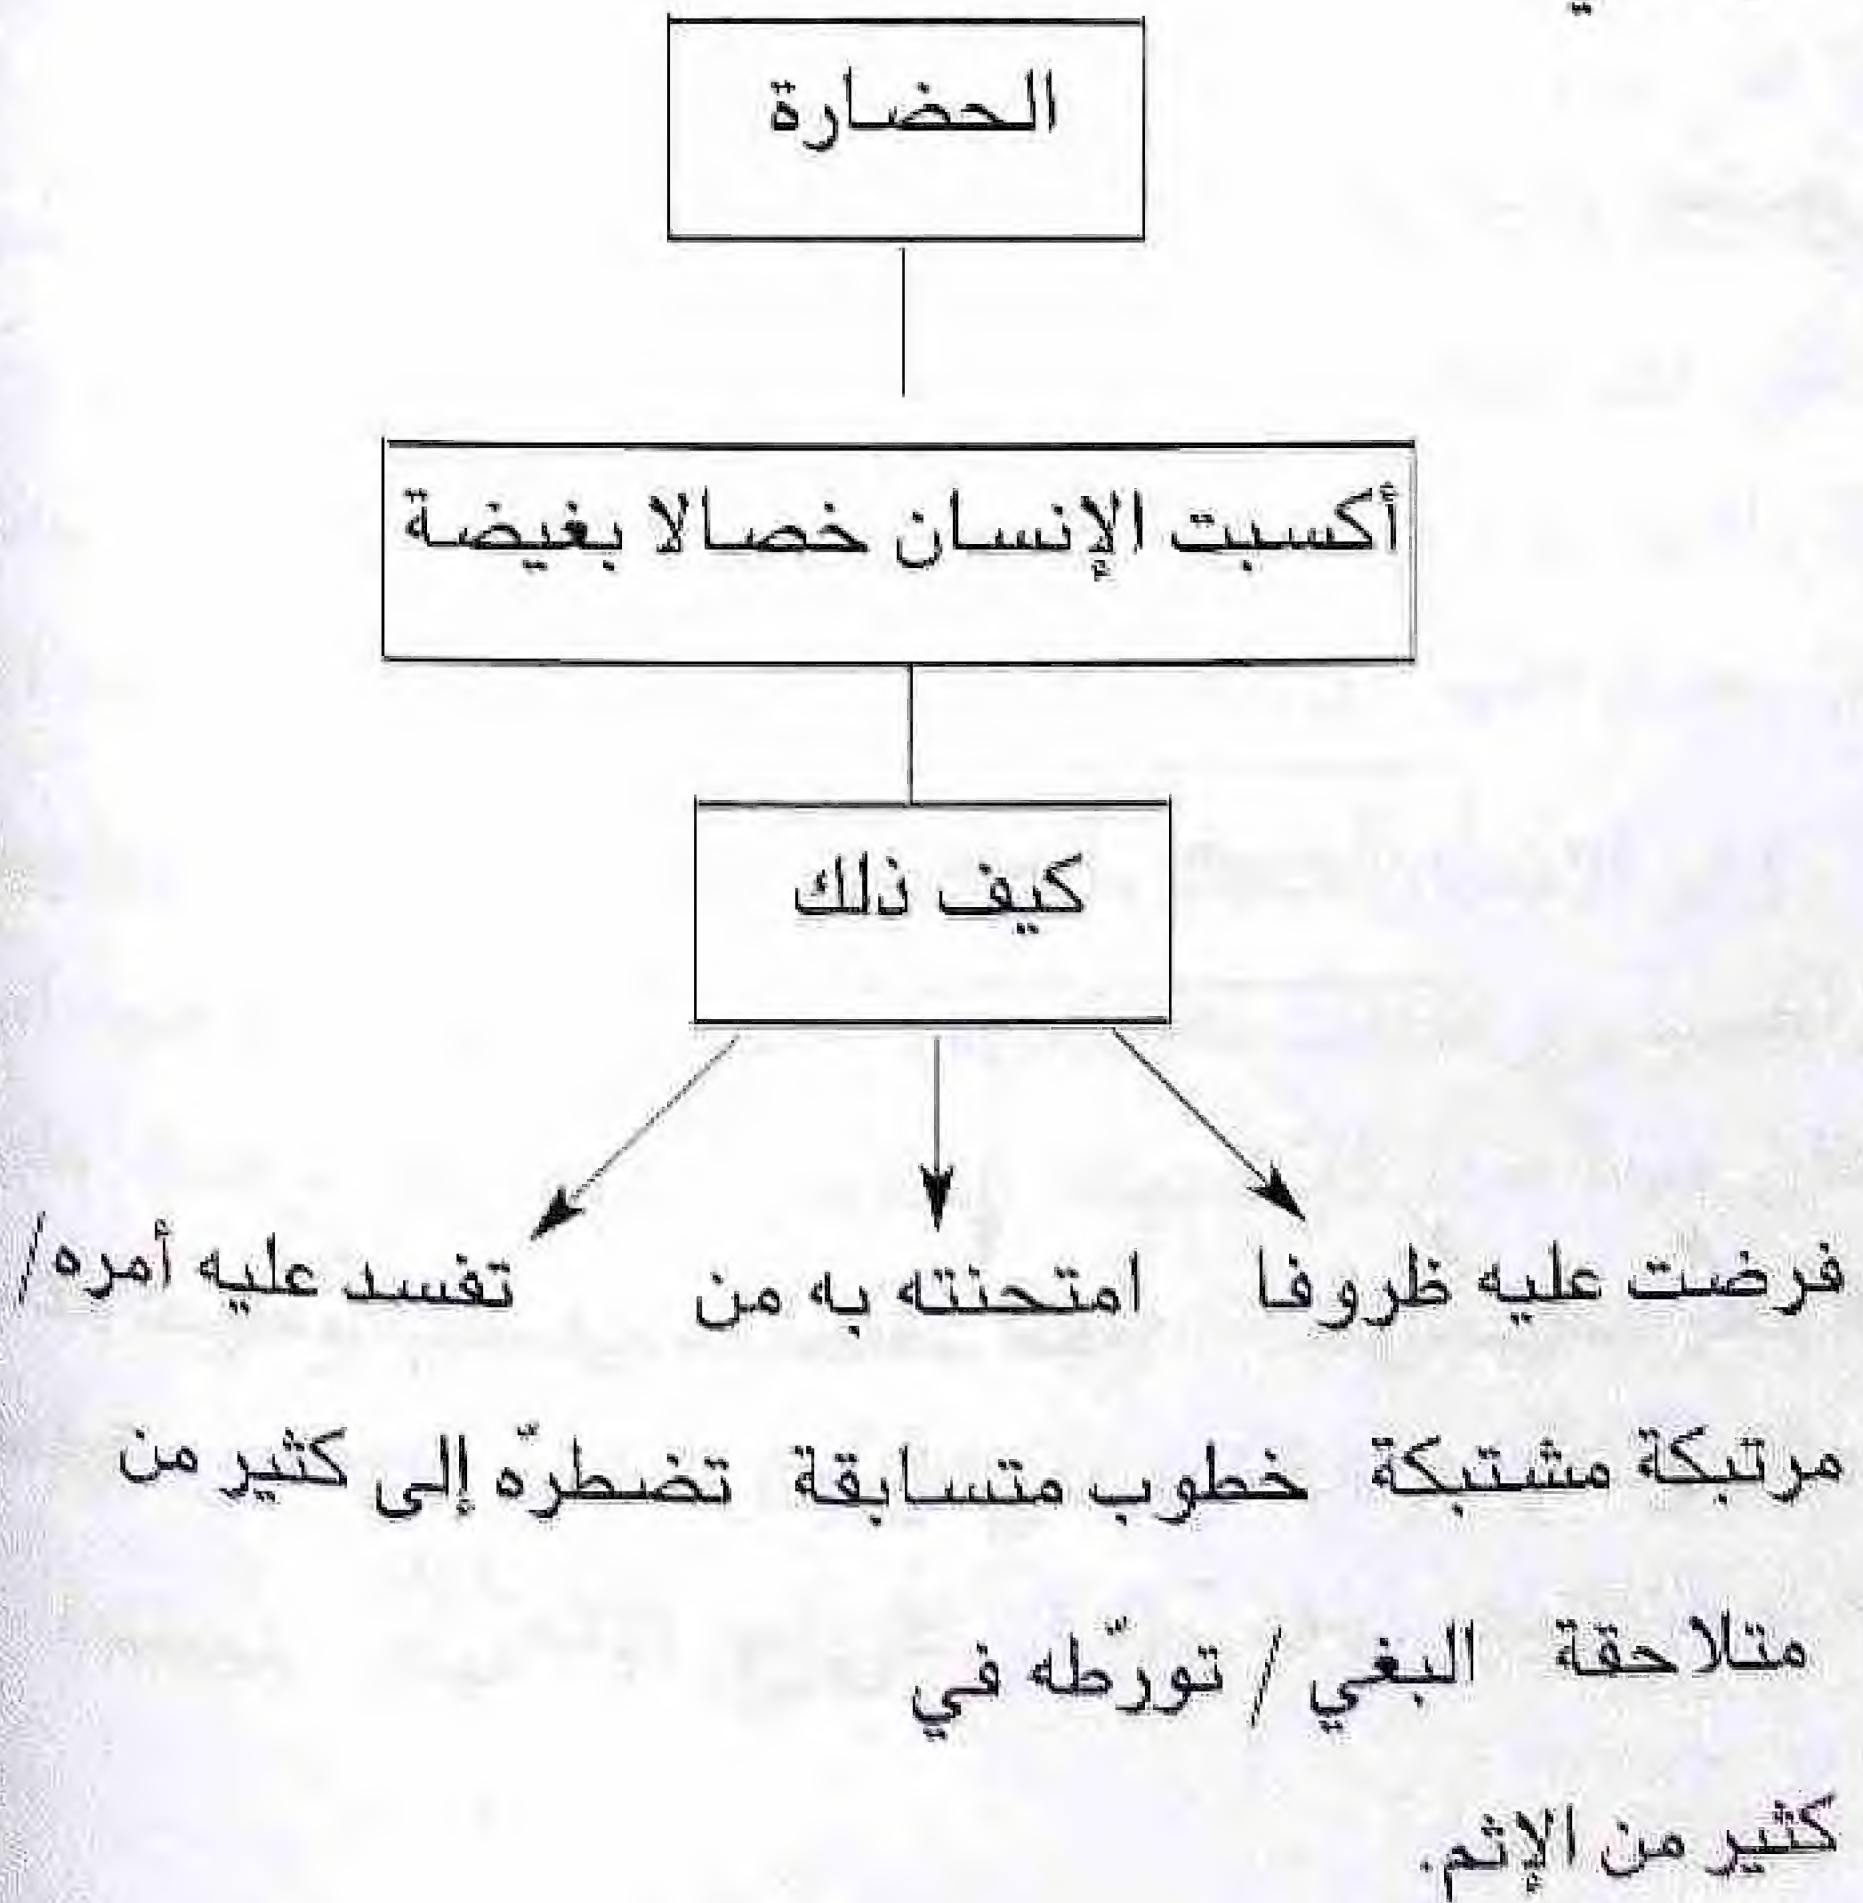 الحضارة
أكسبت الإنسان خصالا بغيضة
كيف ذلك
فرضت عليه ظروفا امتحنته به من تفسد عليه أمره/
مرتبكة مشتبكة خطوب متسابقة تضطرّه إلى كثير من
متلاحقة البغي / تورّطه في
كثير من الإثم.